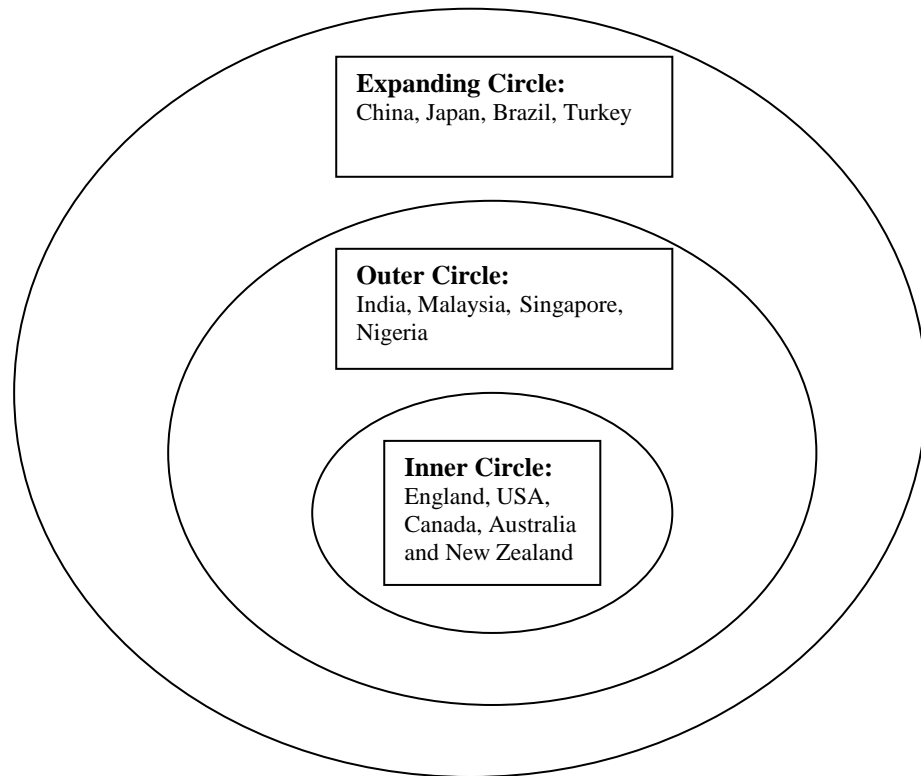 Expanding Circle:
China, Japan, Brazil, Turkey
Outer Circle:
India, Malaysia, Singapore,
Nigeria
Inner Circle:
England, USA,
Canada, Australia
and New Zealand